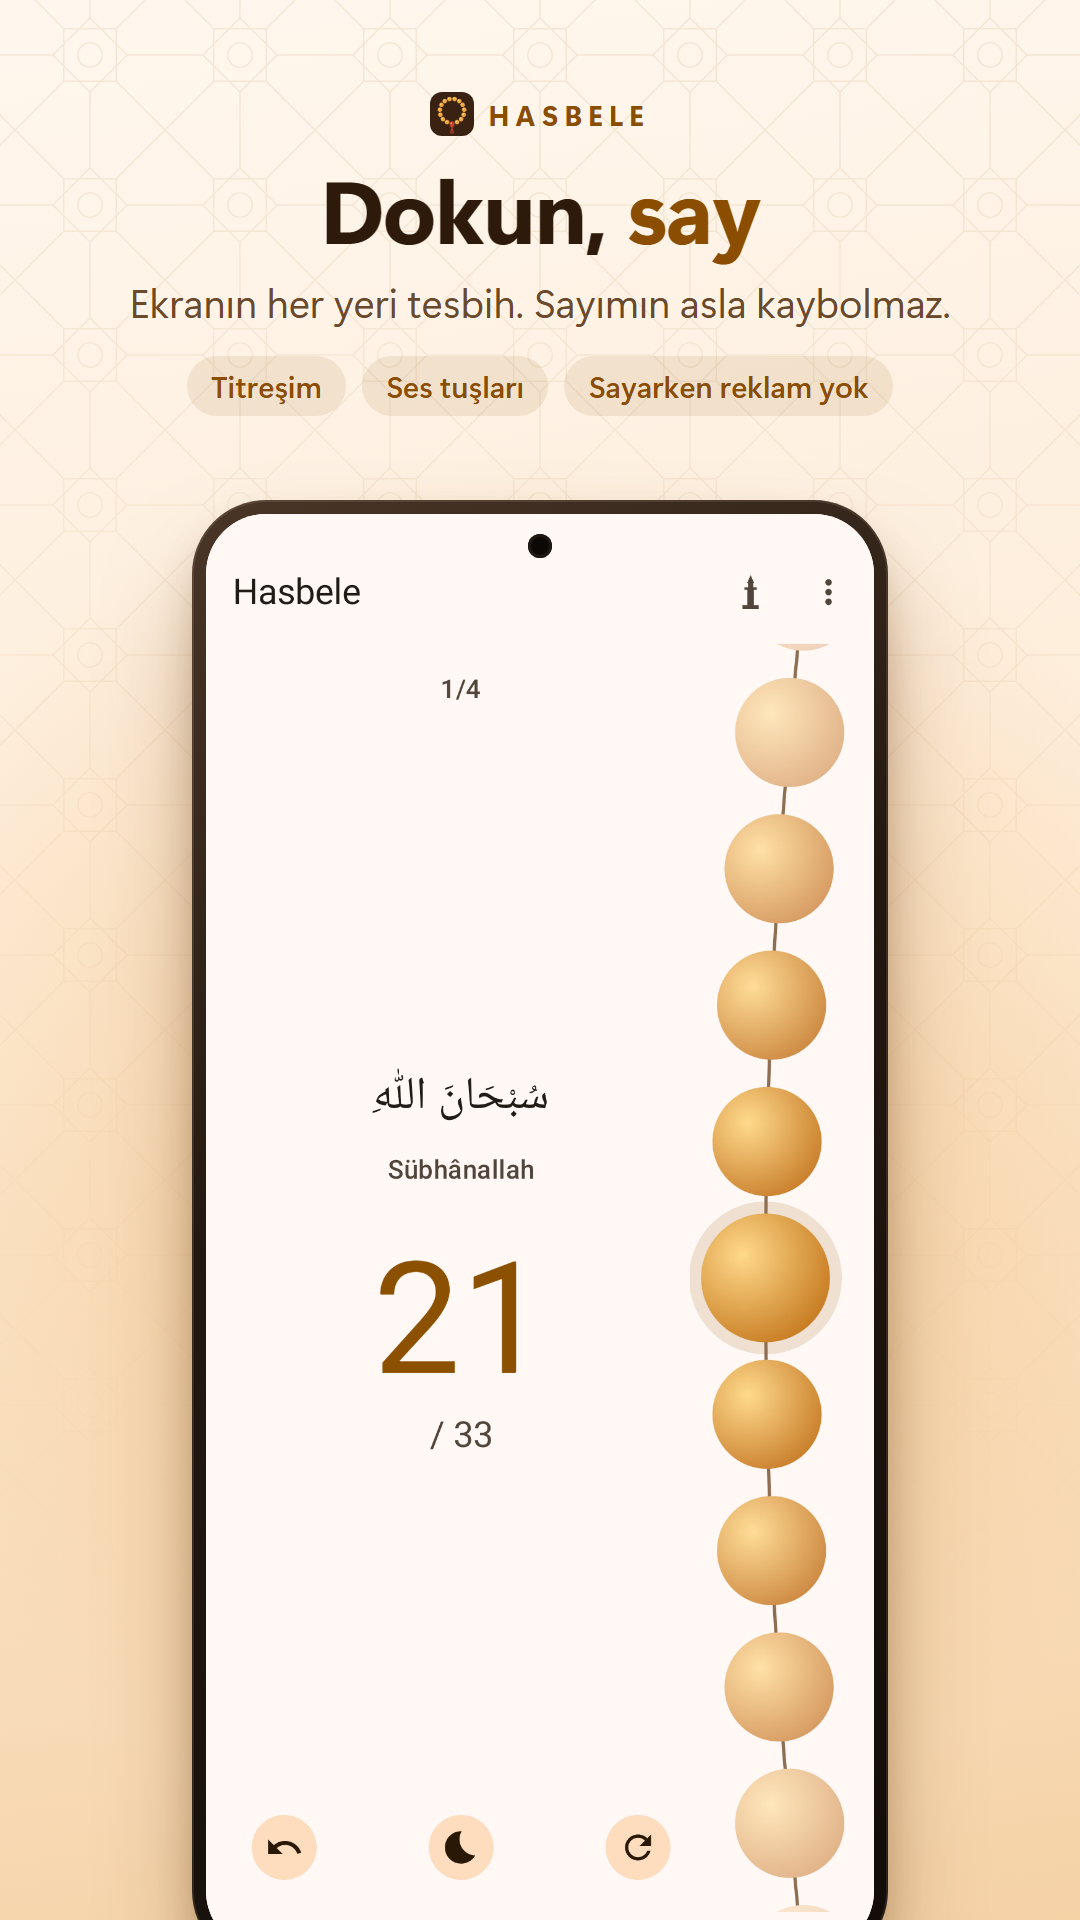 HASBELE
Dokun, say
Ekranın her yeri tesbih. Sayımın asla kaybolmaz.
Titreşim
Ses tuşları
Sayarken reklam yok
Hasbele
1/4
سُبْحَانَ اللّٰهِ
Sübhânallah
21
/ 33